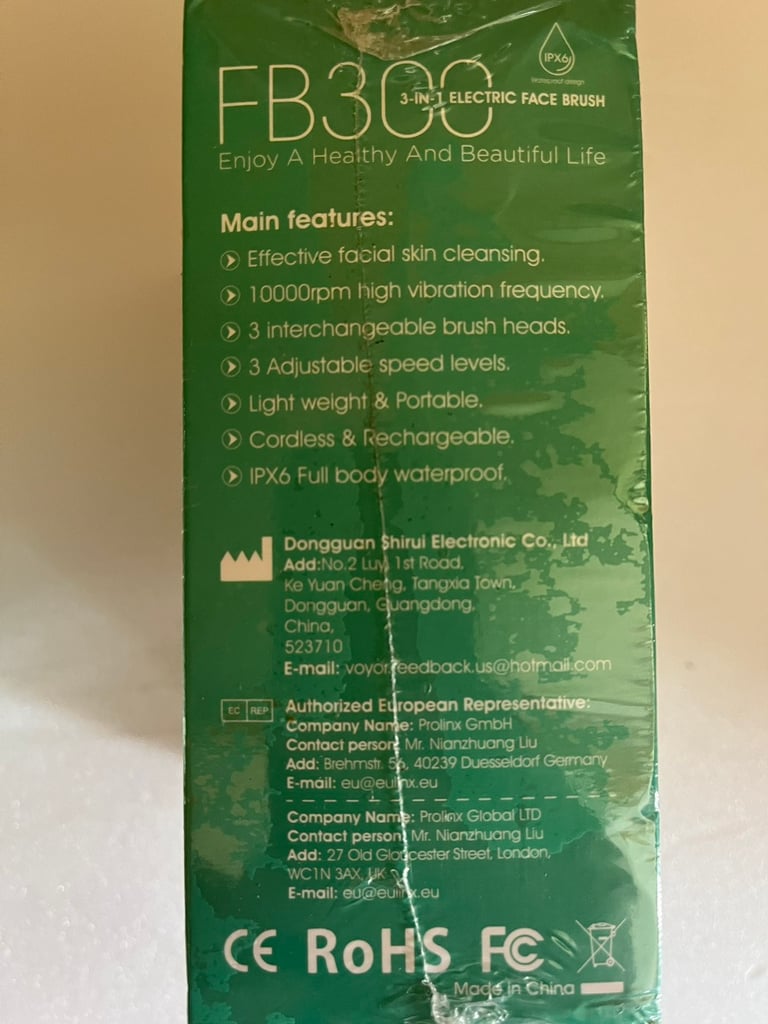 IPX6
Waterproof design
FB300
3-IN-1 ELECTRIC FACE BRUSH
Enjoy A Healthy And Beautiful Life
Main features:
Effective facial skin cleansing.
10000rpm high vibration frequency.
3 interchangeable brush heads.
3 Adjustable speed levels.
Light weight & Portable.
Cordless & Rechargeable.
IPX6 Full body waterproof.
Dongguan Shirui Electronic Co., Ltd
Add:No.2 Luyi 1st Road,
Ke Yuan Cheng, Tangxia Town,
Dongguan, Guangdong,
China,
523710
E-mail: voyorfeedback.us@hotmail.com
EC REP
Authorized European Representative:
Company Name: Prolinx GmbH
Contact person: Mr. Nianzhuang Liu
Add: Brehmstr. 56, 40239 Duesseldorf Germany
E-mail: eu@eulinx.eu
Company Name: Prolinx Global LTD
Contact person: Mr. Nianzhuang Liu
Add: 27 Old Gloucester Street, London,
WC1N 3AX, UK
E-mail: eu@eulinx.eu
CE RoHS FC
Made in China